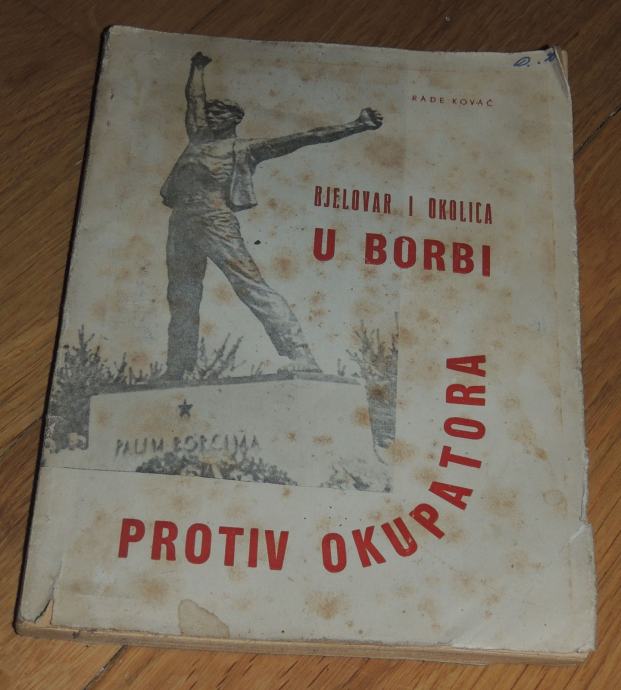 RADE KOVAČ
BJELOVAR I OKOLICA
U BORBI
PROTIV OKUPATORA
PALIM BORCIMA